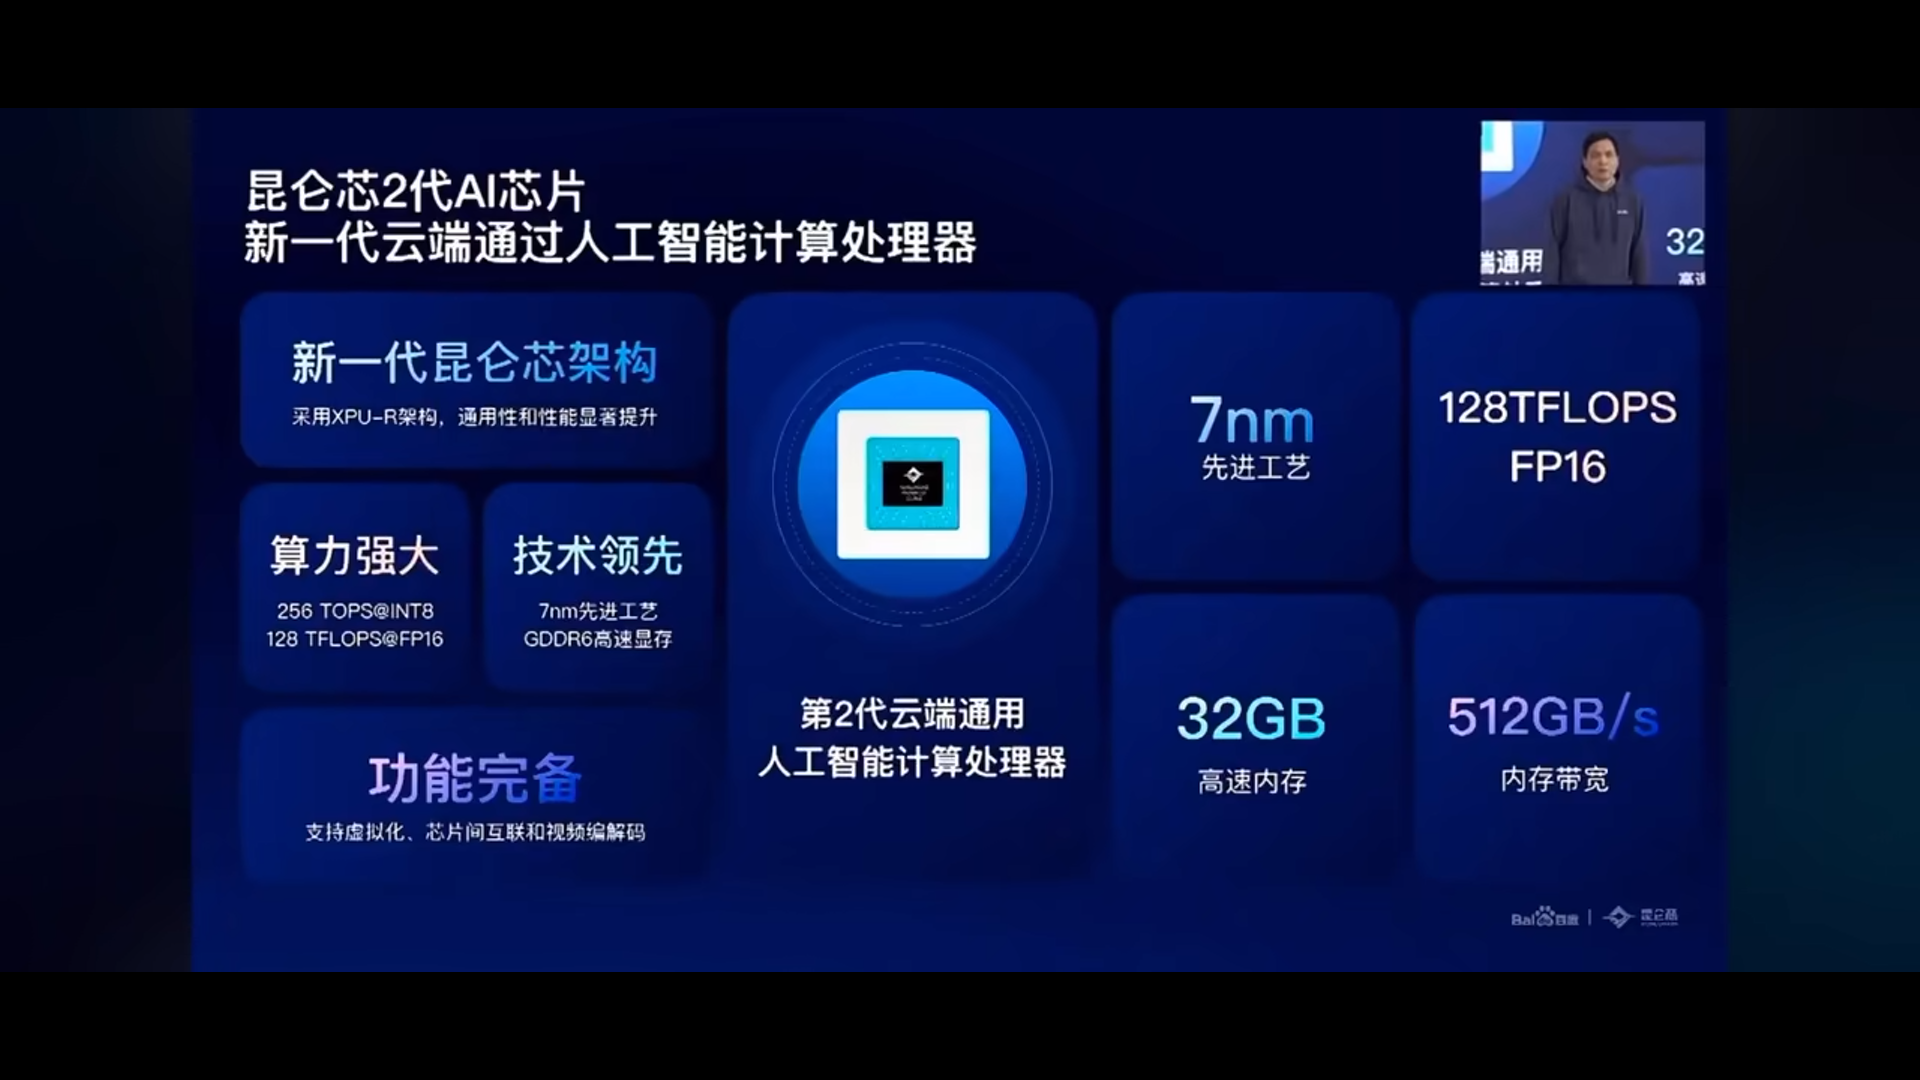 昆仑芯2代AI芯片
新一代云端通过人工智能计算处理器
端通用
32
高速
新一代昆仑芯架构
采用XPU-R架构，通用性和性能显著提升
算力强大
256 TOPS@INT8
128 TFLOPS@FP16
技术领先
7nm先进工艺
GDDR6高速显存
功能完备
支持虚拟化、芯片间互联和视频编解码
第2代云端通用
人工智能计算处理器
7nm
先进工艺
128TFLOPS
FP16
32GB
高速内存
512GB/s
内存带宽
Bai百度
昆仑芯